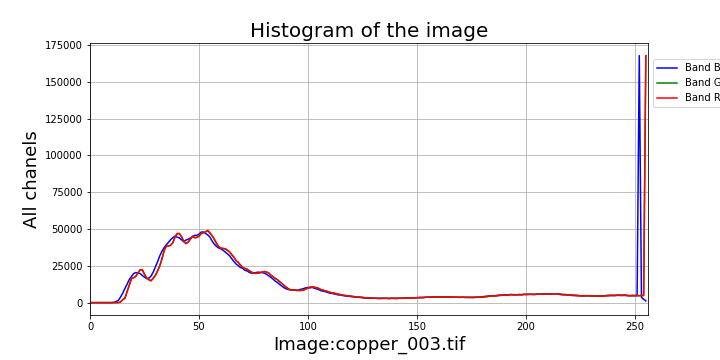 Histogram of the image
175000
150000
125000
100000
75000
50000
25000
0
All chanels
0 50 100 150 200 250
Image:copper_003.tif
Band B
Band G
Band R